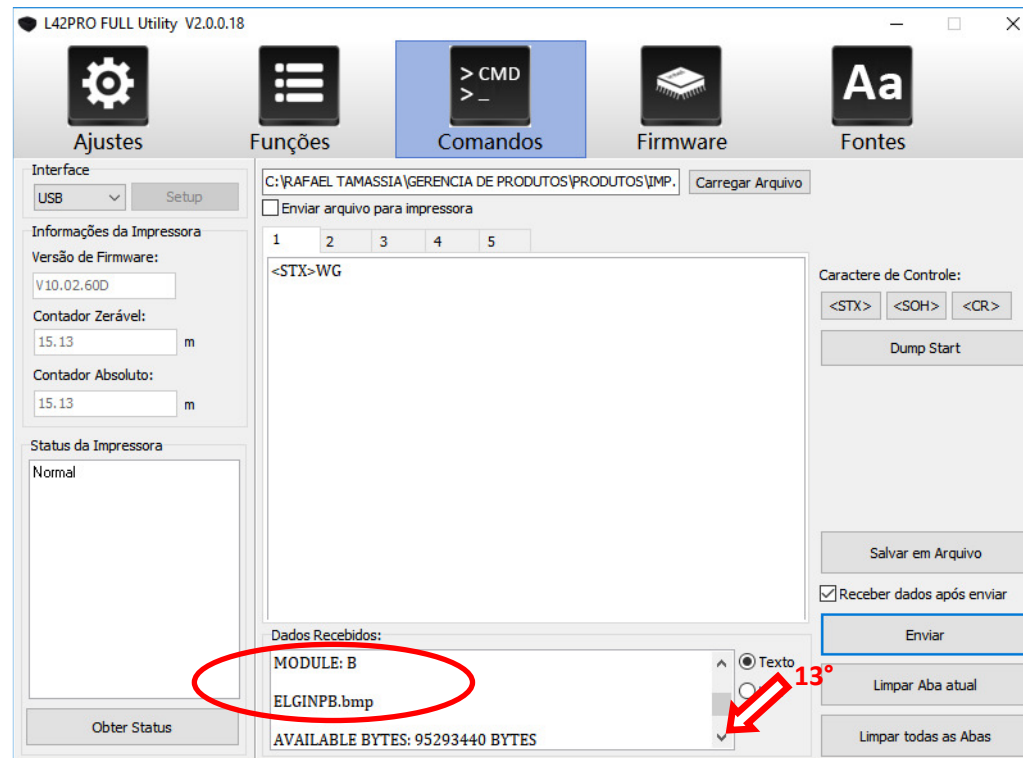 L42PRO FULL Utility V2.0.0.18
> CMD
>_
Aa
Ajustes
Funções
Comandos
Firmware
Fontes
Interface
USB
Setup
Informações da Impressora
Versão de Firmware:
V10.02.60D
Contador Zerável:
15.13 m
Contador Absoluto:
15.13 m
Status da Impressora
Normal
Obter Status
C:\RAFAEL TAMASSIA\GERENCIA DE PRODUTOS\PRODUTOS\IMP.
Carregar Arquivo
Enviar arquivo para impressora
1 2 3 4 5
<STX>WG
Caractere de Controle:
<STX> <SOH> <CR>
Dump Start
Salvar em Arquivo
Receber dados após enviar
Enviar
Limpar Aba atual
Limpar todas as Abas
Dados Recebidos:
MODULE: B
ELGINPB.bmp
AVAILABLE BYTES: 95293440 BYTES
Texto
13°